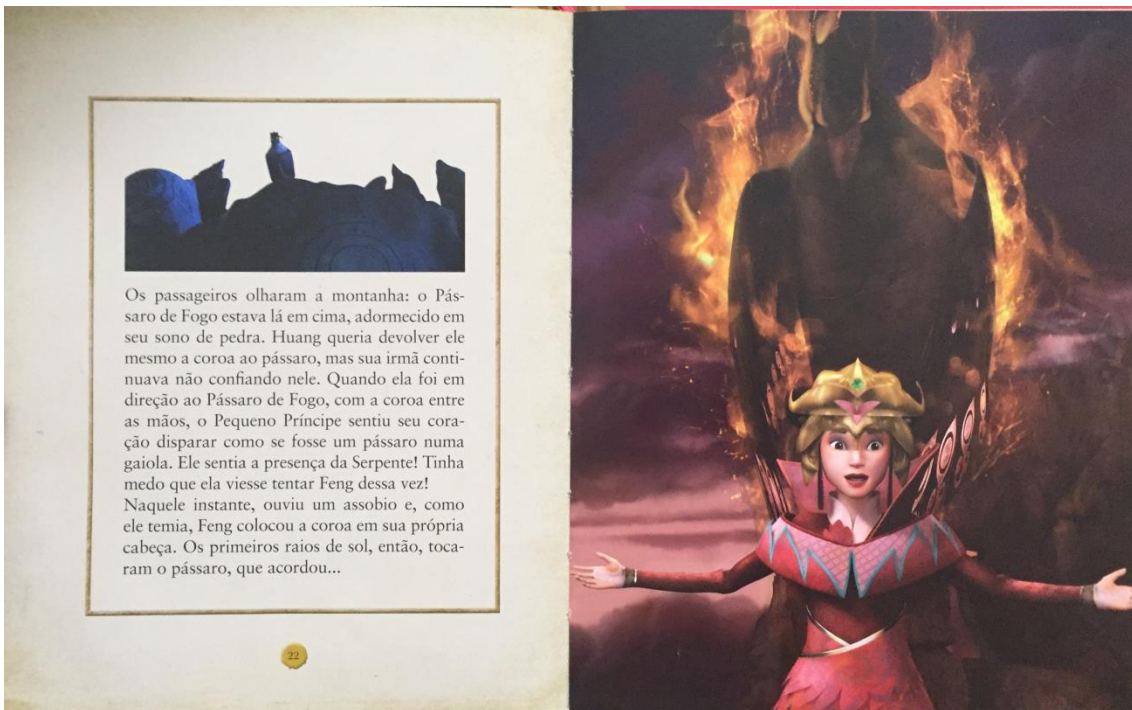 Os passageiros olharam a montanha: o Pás-
saro de Fogo estava lá em cima, adormecido em
seu sono de pedra. Huang queria devolver ele
mesmo a coroa ao pássaro, mas sua irmã conti-
nuava não confiando nele. Quando ela foi em
direção ao Pássaro de Fogo, com a coroa entre
as mãos, o Pequeno Príncipe sentiu seu cora-
ção disparar como se fosse um pássaro numa
gaiola. Ele sentia a presença da Serpente! Tinha
medo que ela viesse tentar Feng dessa vez!
Naquele instante, ouviu um assobio e, como
ele temia, Feng colocou a coroa em sua própria
cabeça. Os primeiros raios de sol, então, toca-
ram o pássaro, que acordou...
22